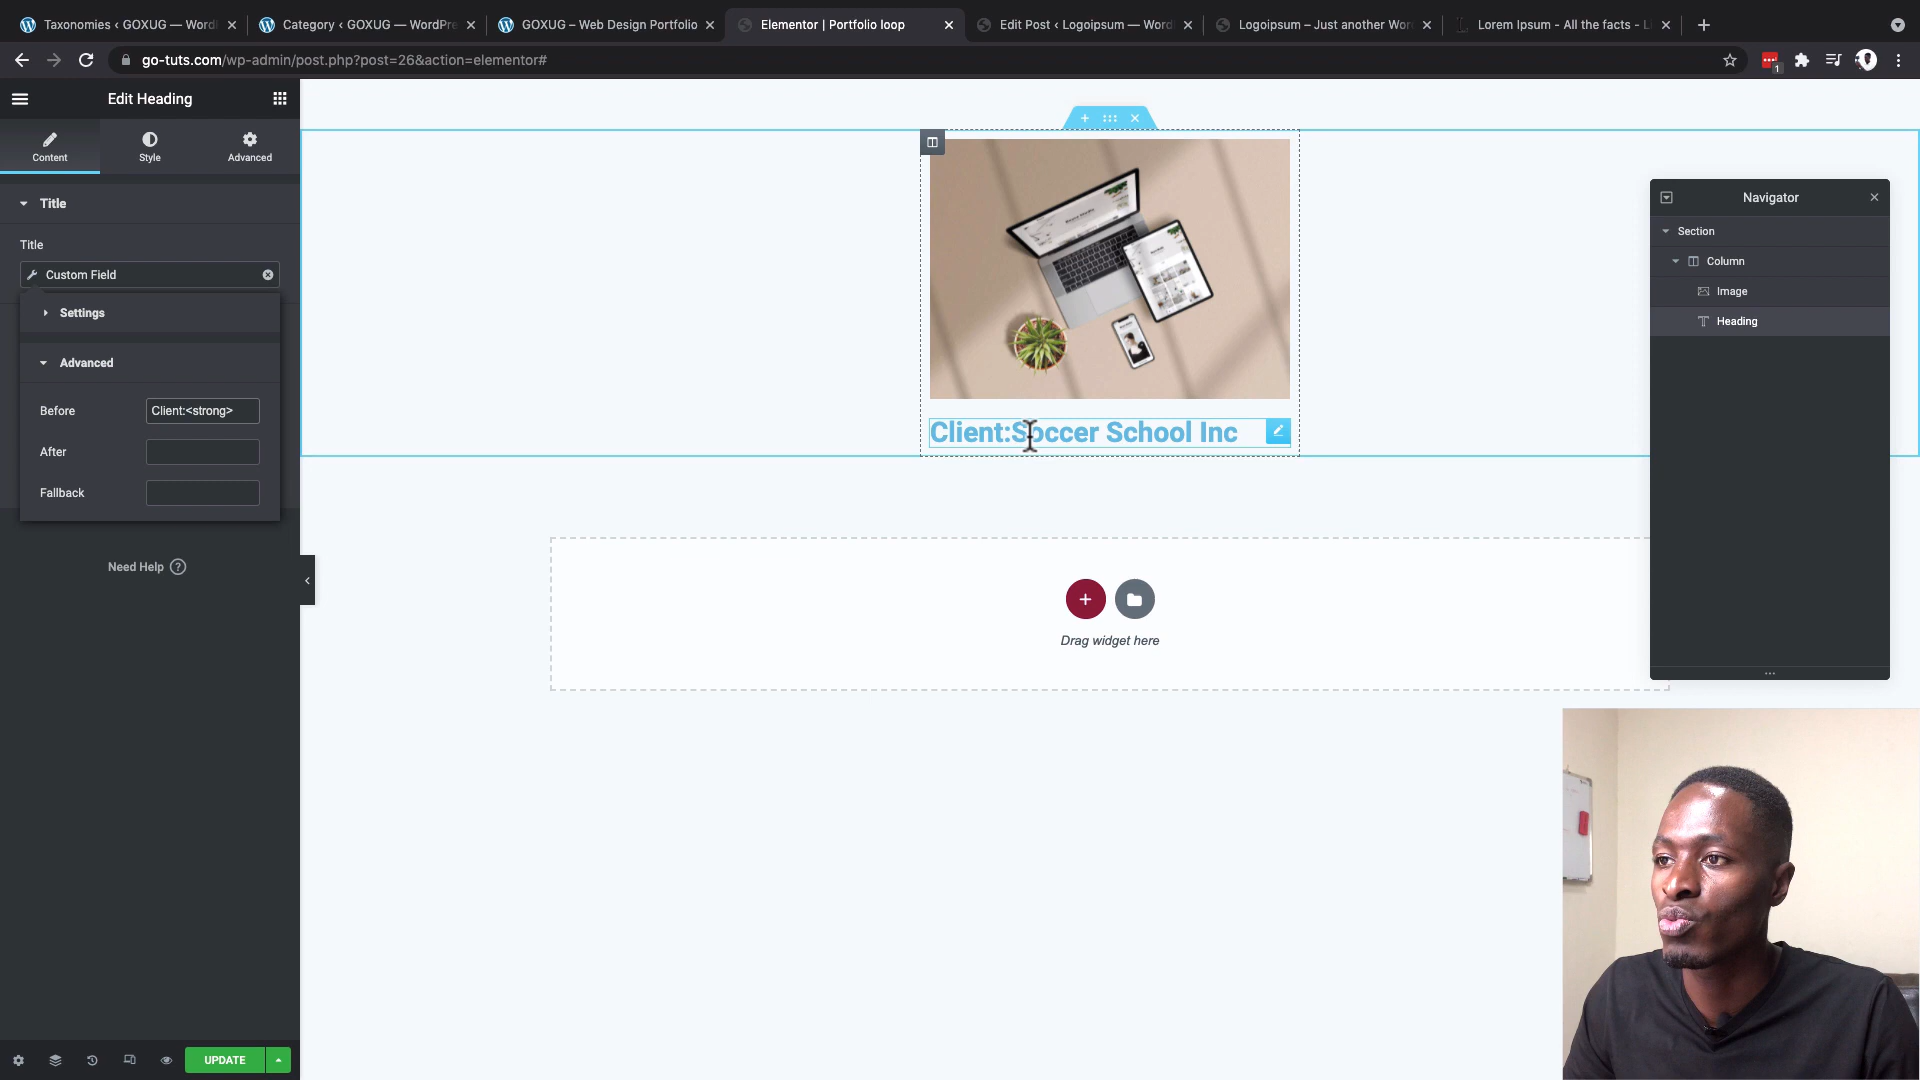 Taxonomies ‹ GOXUG — Word
Category ‹ GOXUG — WordPre
GOXUG – Web Design Portfolio
Elementor | Portfolio loop
Edit Post ‹ Logoipsum — Word
Logoipsum – Just another Wor
Lorem Ipsum - All the facts - Li
go-tuts.com/wp-admin/post.php?post=26&action=elementor#
1
Edit Heading
Content
Style
Advanced
Title
Title
Custom Field
Settings
Advanced
Before
Client:<strong>
After
Fallback
Need Help ?
UPDATE
Client:Soccer School Inc
Drag widget here
Navigator
Section
Column
Image
Heading